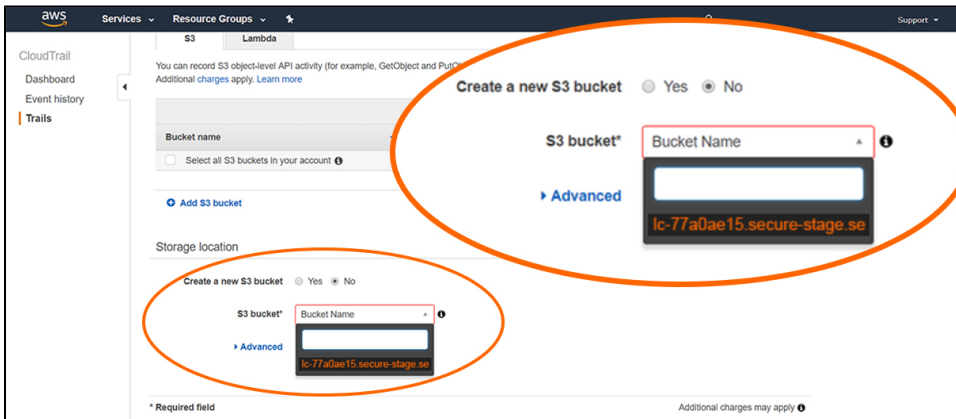 aws Services Resource Groups Support
CloudTrail
Dashboard
Event history
Trails
S3 Lambda
You can record S3 object-level API activity (for example, GetObject and PutO
Additional charges apply. Learn more
Bucket name
Select all S3 buckets in your account
Add S3 bucket
Storage location
Create a new S3 bucket Yes No
S3 bucket* Bucket Name
Advanced
lc-77a0ae15.secure-stage.se
* Required field Additional charges may apply
Create a new S3 bucket Yes No
S3 bucket* Bucket Name
Advanced
lc-77a0ae15.secure-stage.se